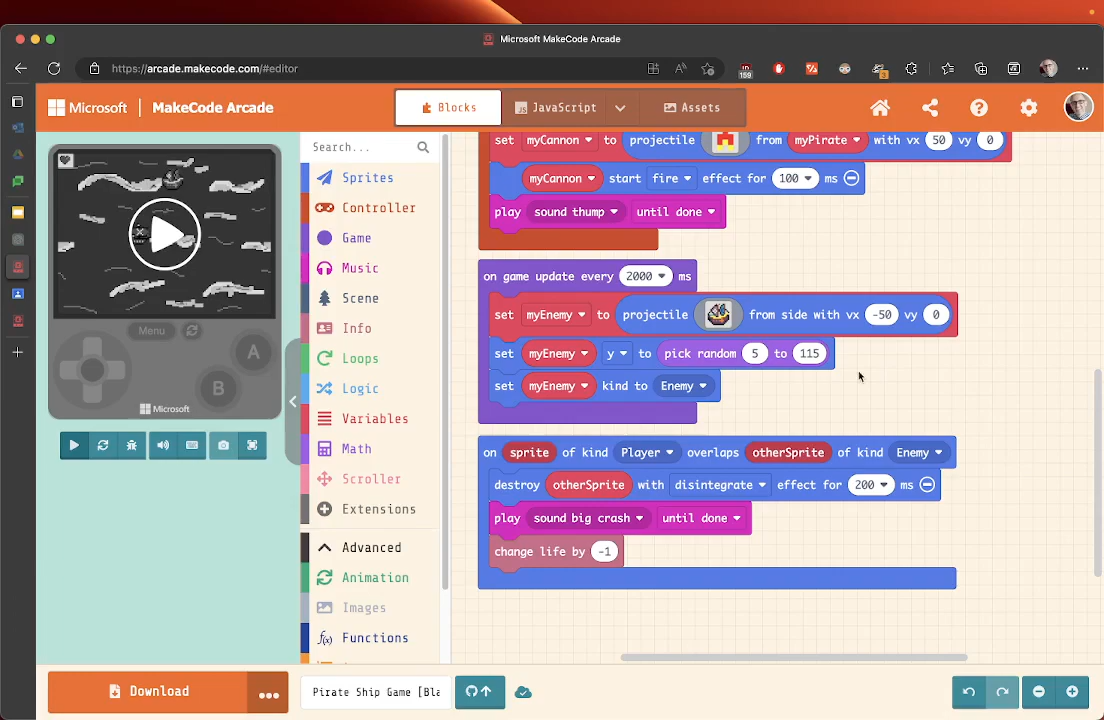 Microsoft MakeCode Arcade
https://arcade.makecode.com/#editor
159
3
Microsoft
MakeCode Arcade
Blocks
JavaScript
Assets
Menu
A
B
Microsoft
Search...
Sprites
Controller
Game
Music
Scene
Info
Loops
Logic
Variables
Math
Scroller
Extensions
Advanced
Animation
Images
f(x) Functions
set myCannon to projectile from myPirate with vx 50 vy 0
myCannon start fire effect for 100 ms
play sound thump until done
on game update every 2000 ms
set myEnemy to projectile from side with vx -50 vy 0
set myEnemy y to pick random 5 to 115
set myEnemy kind to Enemy
on sprite of kind Player overlaps otherSprite of kind Enemy
destroy otherSprite with disintegrate effect for 200 ms
play sound big crash until done
change life by -1
Download
Pirate Ship Game [Bla